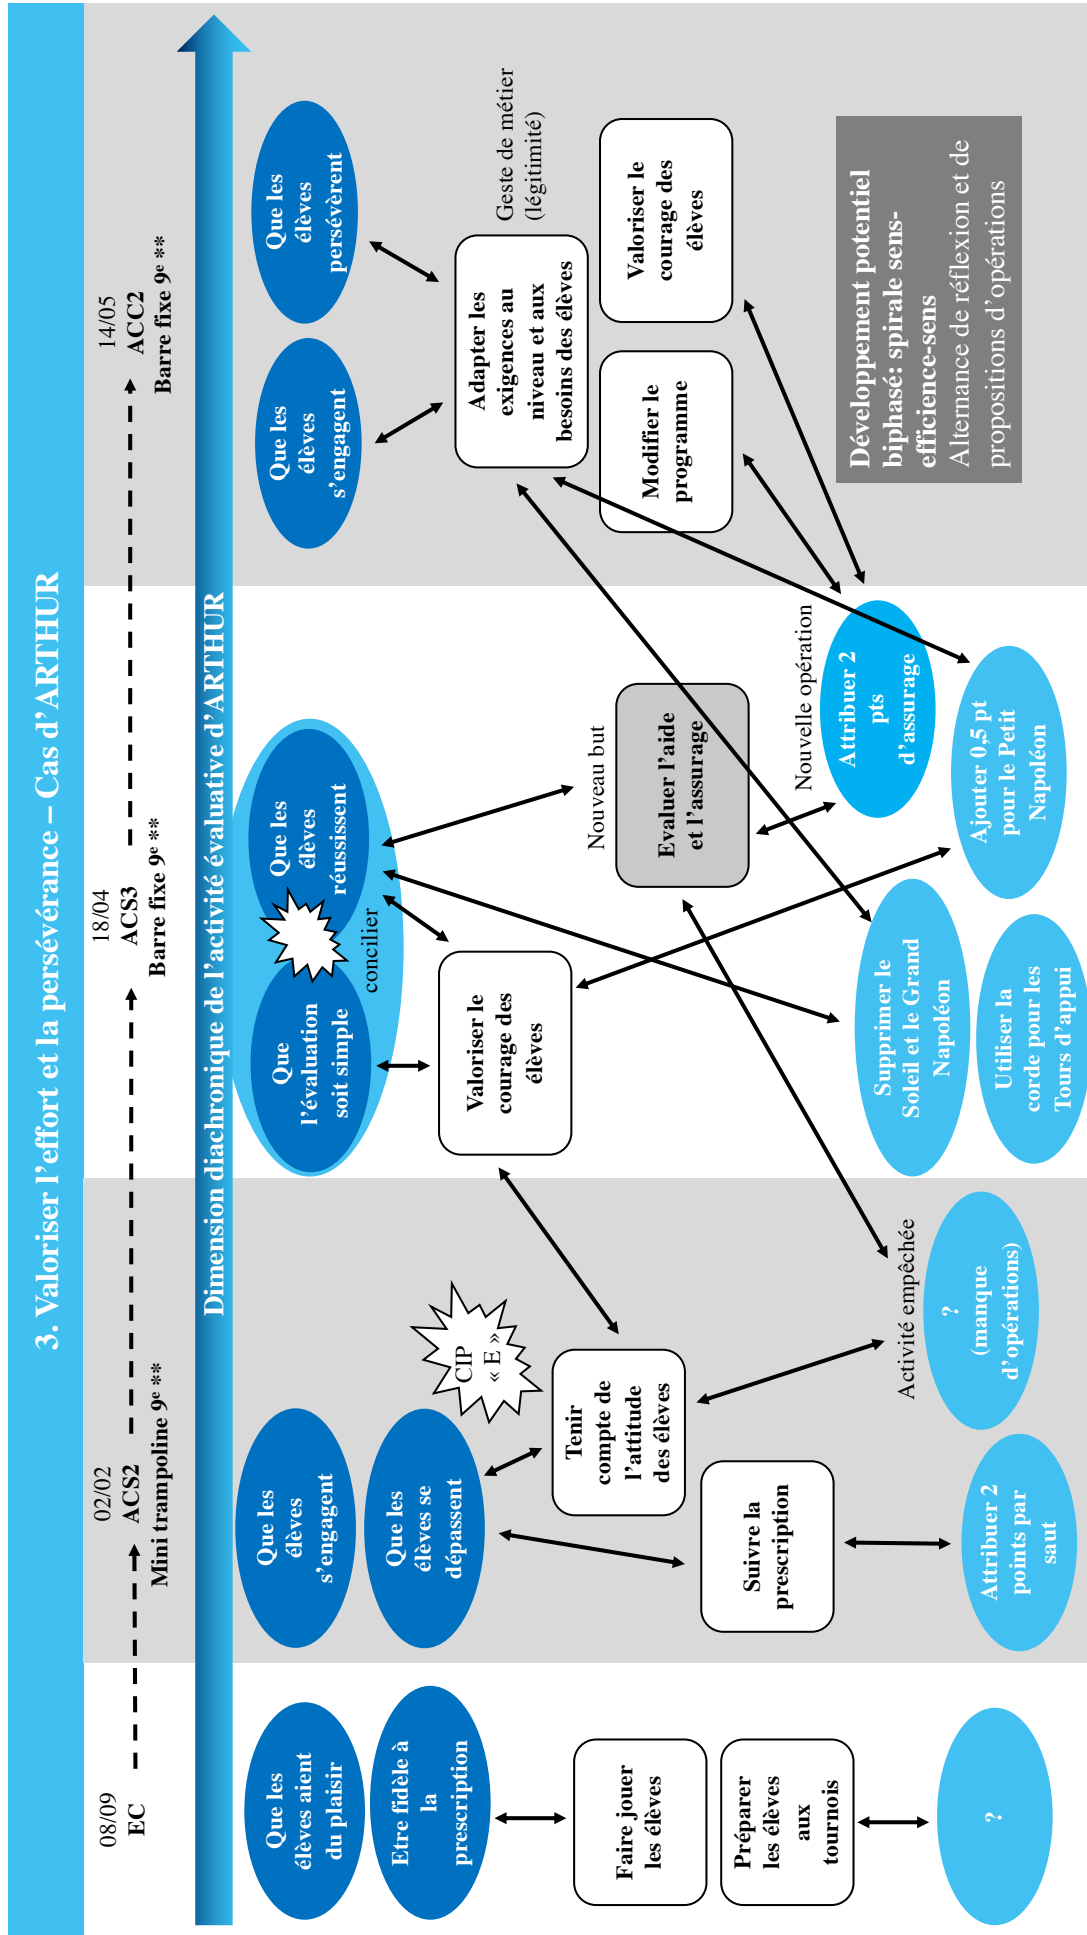 3. Valoriser l’effort et la persévérance – Cas d’ARTHUR
08/09
EC
02/02
ACS2
Mini trampoline 9e **
18/04
ACS3
Barre fixe 9e **
14/05
ACC2
Barre fixe 9e **
Dimension diachronique de l’activité évaluative d’ARTHUR
Que les
élèves aient
du plaisir
Etre fidèle à
la
prescription
Faire jouer
les élèves
Préparer
les élèves
aux
tournois
?
Que les
élèves
s’engagent
Que les
élèves se
dépassent
CIP
« E »
Tenir
compte de
l’attitude
des élèves
Suivre la
prescription
Attribuer 2
points par
saut
Activité empêchée
?
(manque
d’opérations)
Que
l’évaluation
soit simple
Que les
élèves
réussissent
concilier
Valoriser le
courage des
élèves
Nouveau but
Evaluer l’aide
et l’assurage
Nouvelle opération
Attribuer 2
pts
d’assurage
Supprimer le
Soleil et le Grand
Napoléon
Ajouter 0,5 pt
pour le Petit
Napoléon
Utiliser la
corde pour les
Tours d’appui
Que les
élèves
s’engagent
Que les
élèves
persévèrent
Adapter les
exigences au
niveau et aux
besoins des élèves
Geste de métier
(légitimité)
Modifier le
programme
Valoriser le
courage des
élèves
Développement potentiel
biphasé: spirale sens-
efficience-sens
Alternance de réflexion et de
propositions d’opérations